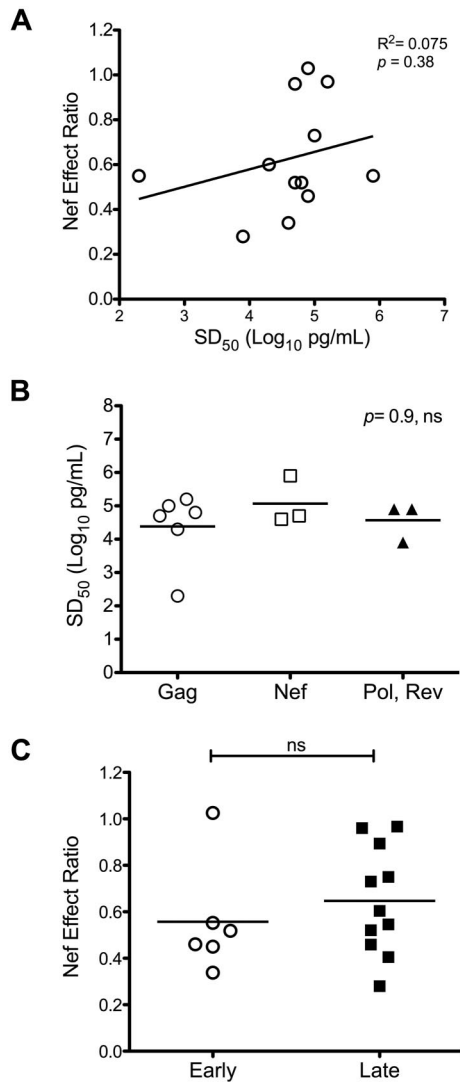 A
R²= 0.075
p = 0.38
Nef Effect Ratio
1.2
1.0
0.8
0.6
0.4
0.2
0.0
2 3 4 5 6 7
SD₅₀ (Log₁₀ pg/mL)
B
p= 0.9, ns
SD₅₀ (Log₁₀ pg/mL)
8
7
6
5
4
3
2
1
0
Gag Nef Pol, Rev
C
ns
Nef Effect Ratio
1.2
1.0
0.8
0.6
0.4
0.2
0.0
Early Late